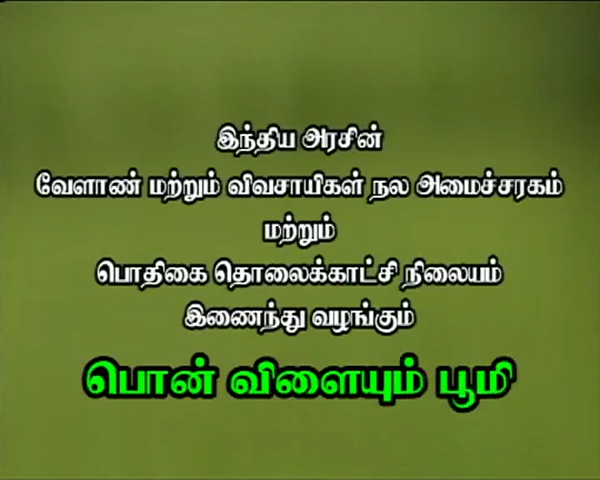 இந்திய அரசின்
வேளாண் மற்றும் விவசாயிகள் நல அமைச்சரகம்
மற்றும்
பொதிகை தொலைக்காட்சி நிலையம்
இணைந்து வழங்கும்
பொன் விளையும் பூமி